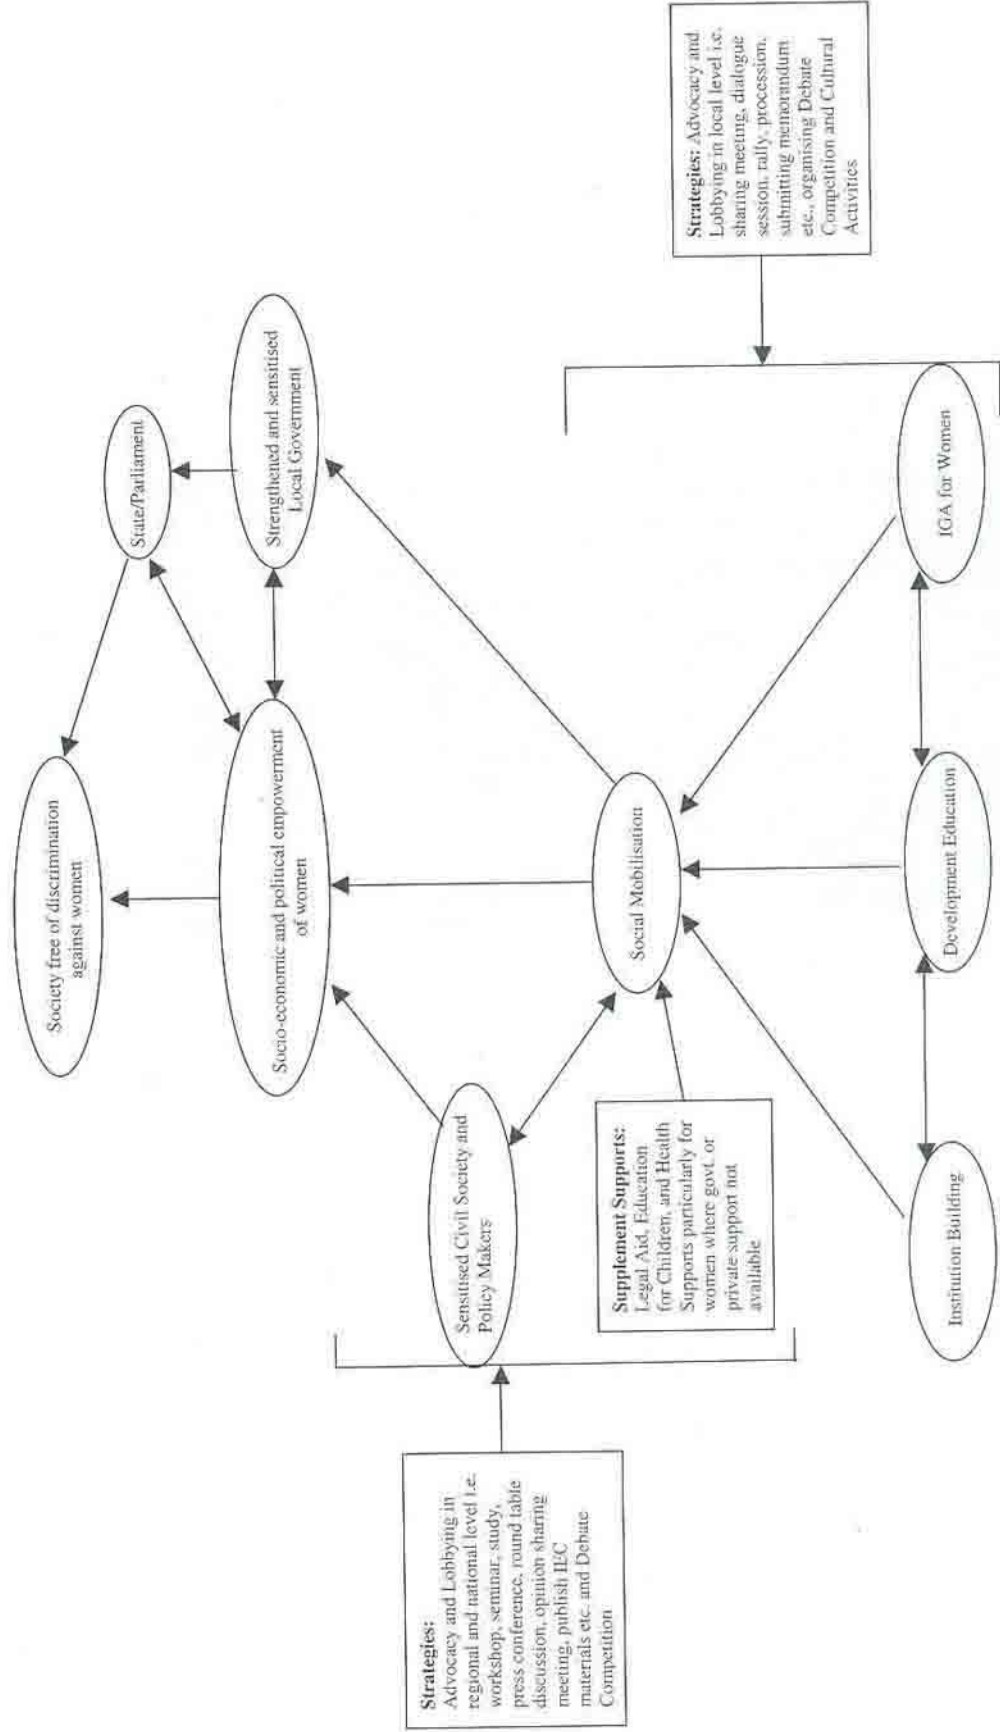 Society free of discrimination
against women
State/Parliament
Socio-economic and political empowerment
of women
Strengthened and sensitised
Local Government
Strategies:
Advocacy and Lobbying in
regional and national level i.e.
workshop, seminar, study,
press conference, round table
discussion, opinion sharing
meeting, publish IEC
materials etc. and Debate
Competition
Sensitised Civil Society and
Policy Makers
Supplement Supports:
Legal Aid, Education
for Children, and Health
Supports particularly for
women where govt. or
private support not
available
Social Mobilisation
Strategies: Advocacy and
Lobbying in local level i.e.
sharing meeting, dialogue
session, rally, procession,
submitting memorandum
etc., organising Debate
Competition and Cultural
Activities
Institution Building
Development Education
IGA for Women